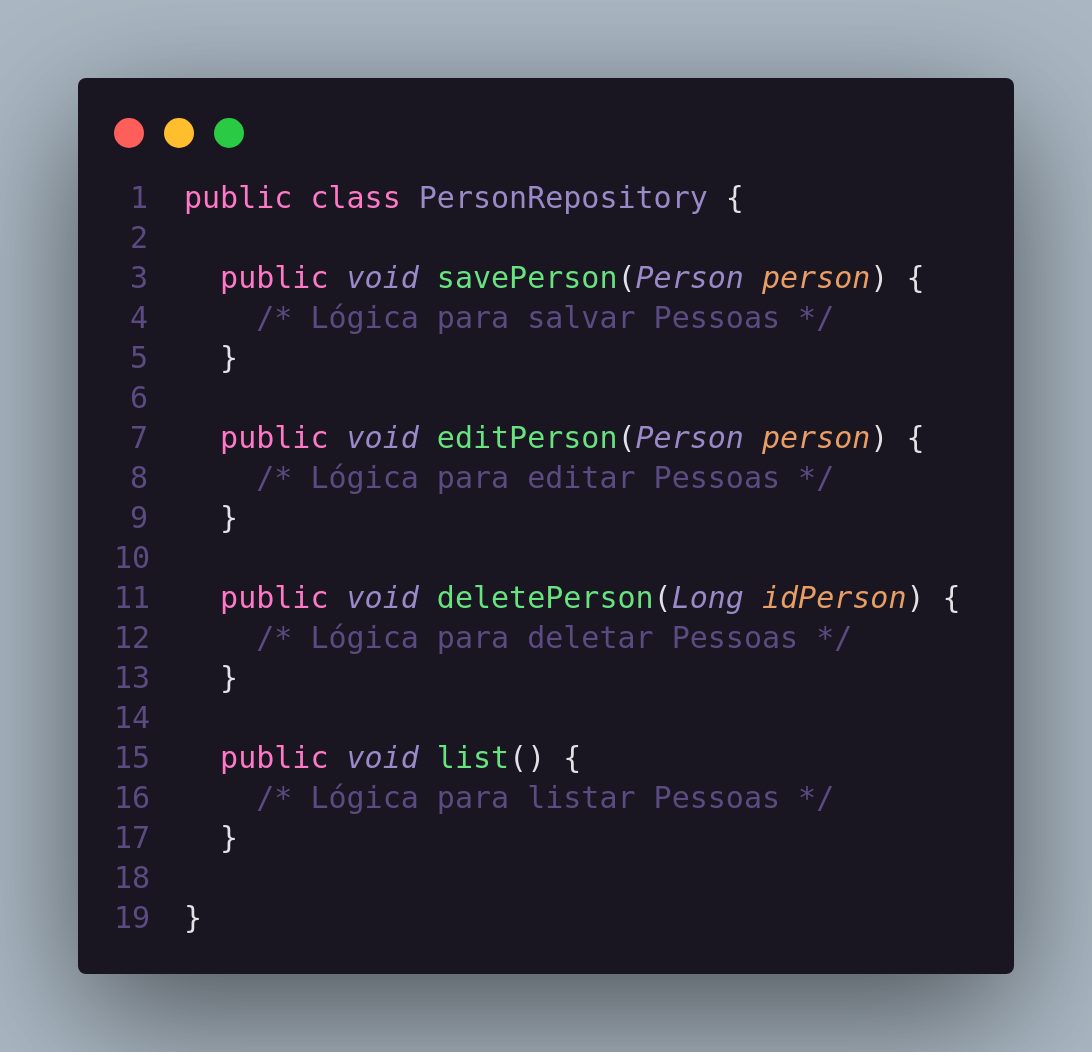 1 public class PersonRepository {
2
3   public void savePerson(Person person) {
4     /* Lógica para salvar Pessoas */
5   }
6
7   public void editPerson(Person person) {
8     /* Lógica para editar Pessoas */
9   }
10
11   public void deletePerson(Long idPerson) {
12     /* Lógica para deletar Pessoas */
13   }
14
15   public void list() {
16     /* Lógica para listar Pessoas */
17   }
18
19 }